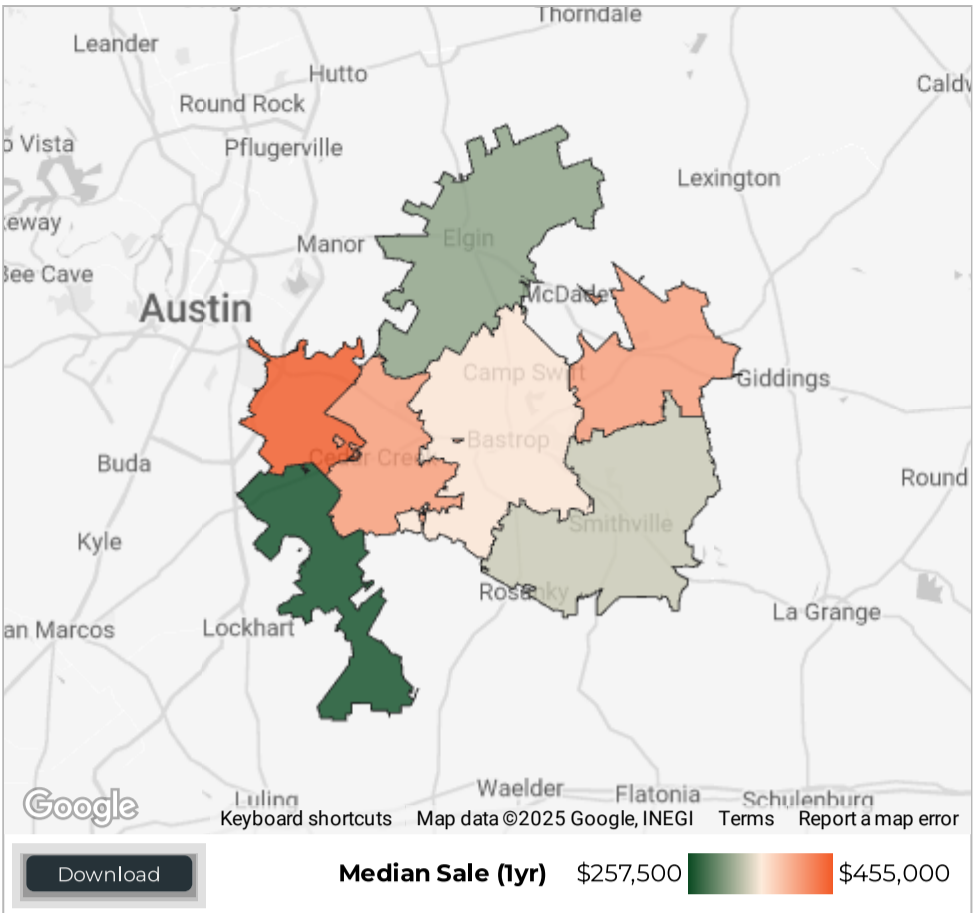 Thorndale
Leander
Hutto
Caldw
Round Rock
o Vista
Pflugerville
Lexington
keway
Manor
Elgin
Bee Cave
McDade
Austin
Camp Swift
Giddings
Bastrop
Buda
Cedar Creek
Round
Smithville
Kyle
Rosanky
La Grange
an Marcos
Lockhart
Waelder
Flatonia
Google
Luling
Schulenburg
Keyboard shortcuts Map data ©2025 Google, INEGI Terms Report a map error
Download Median Sale (1yr) $257,500 $455,000